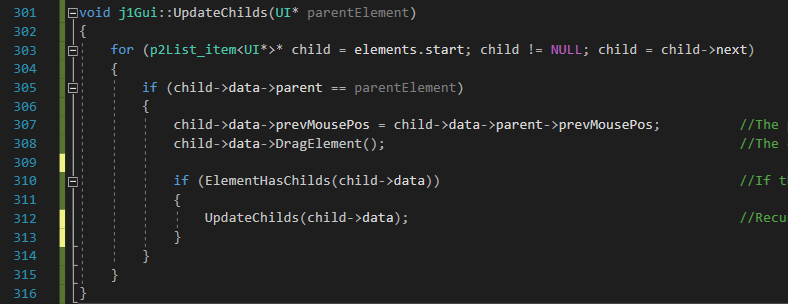 301 void j1Gui::UpdateChilds(UI* parentElement)
302 {
303 for (p2List_item<UI*>* child = elements.start; child != NULL; child = child->next)
304 {
305 if (child->data->parent == parentElement)
306 {
307 child->data->prevMousePos = child->data->parent->prevMousePos; //The
308 child->data->DragElement(); //The
309
310 if (ElementHasChilds(child->data)) //If
311 {
312 UpdateChilds(child->data); //Recu
313 }
314 }
315 }
316 }